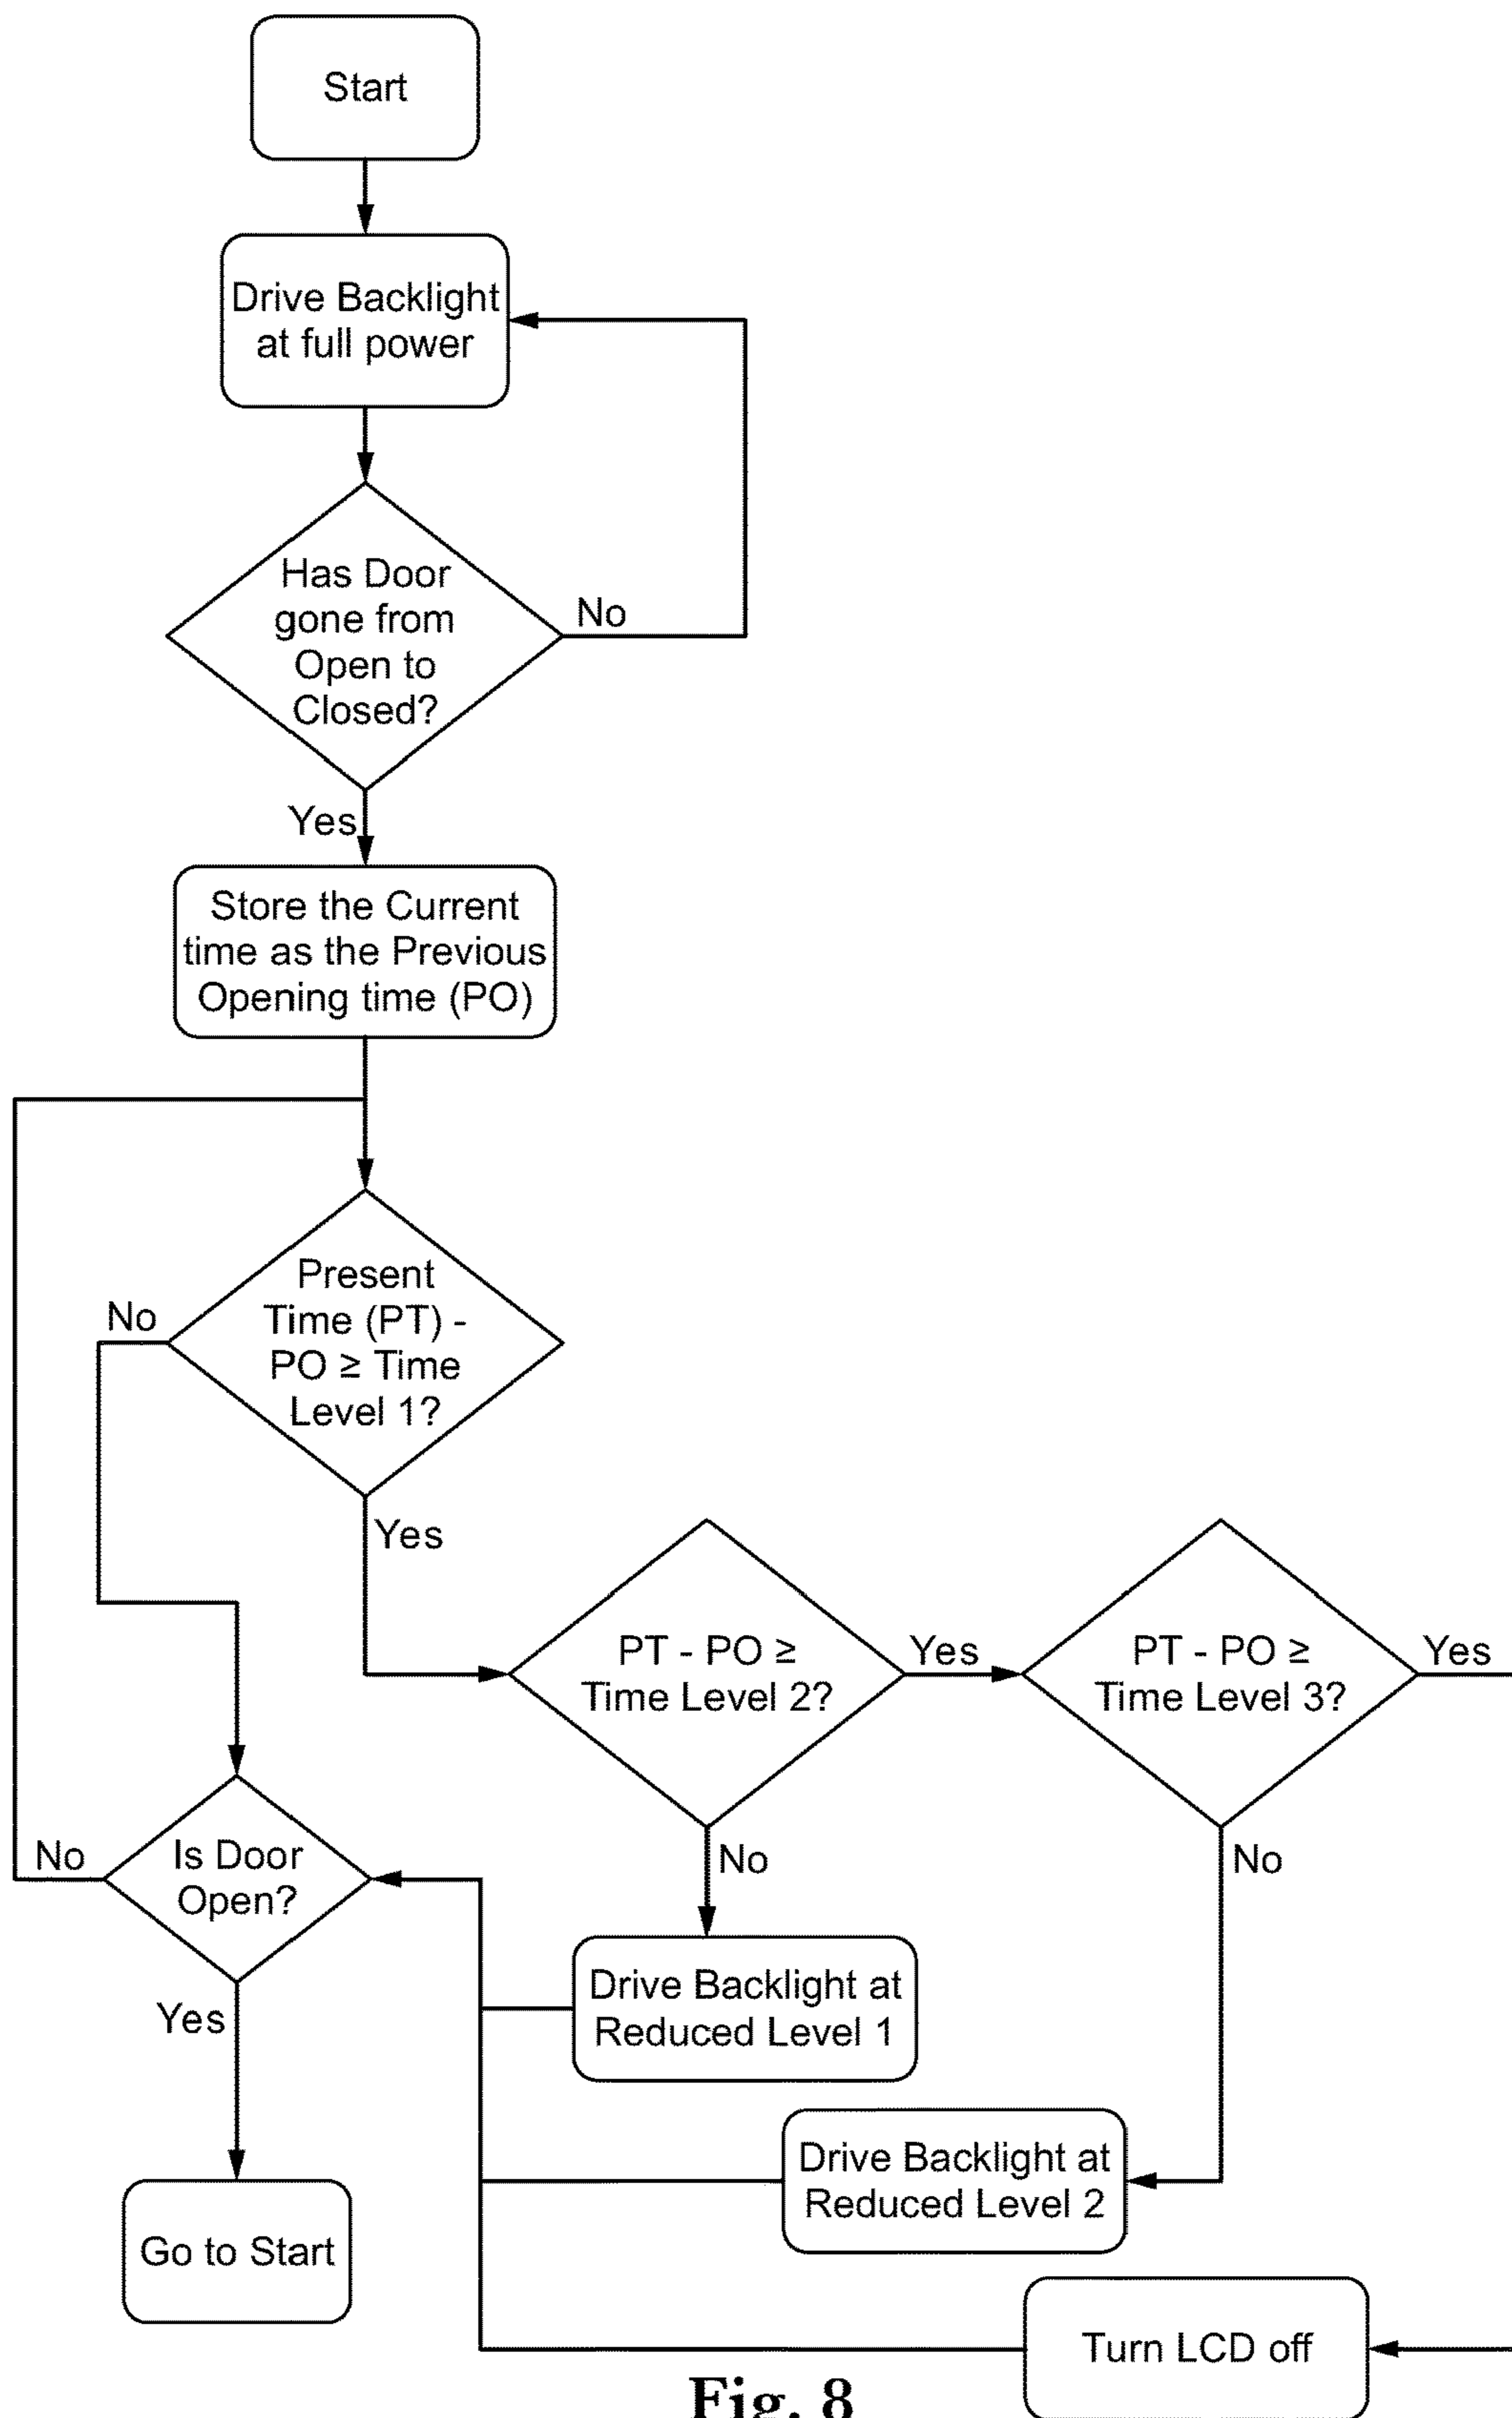 Start
Drive Backlight
at full power
Has Door
gone from
Open to
Closed?
No
Yes
Store the Current
time as the Previous
Opening time (PO)
Present
Time (PT) -
PO ≥ Time
Level 1?
No
Yes
PT - PO ≥
Time Level 2?
Yes
PT - PO ≥
Time Level 3?
Yes
No
Is Door
Open?
No
No
Drive Backlight at
Reduced Level 1
Yes
Drive Backlight at
Reduced Level 2
Go to Start
Turn LCD off
Fig. 8